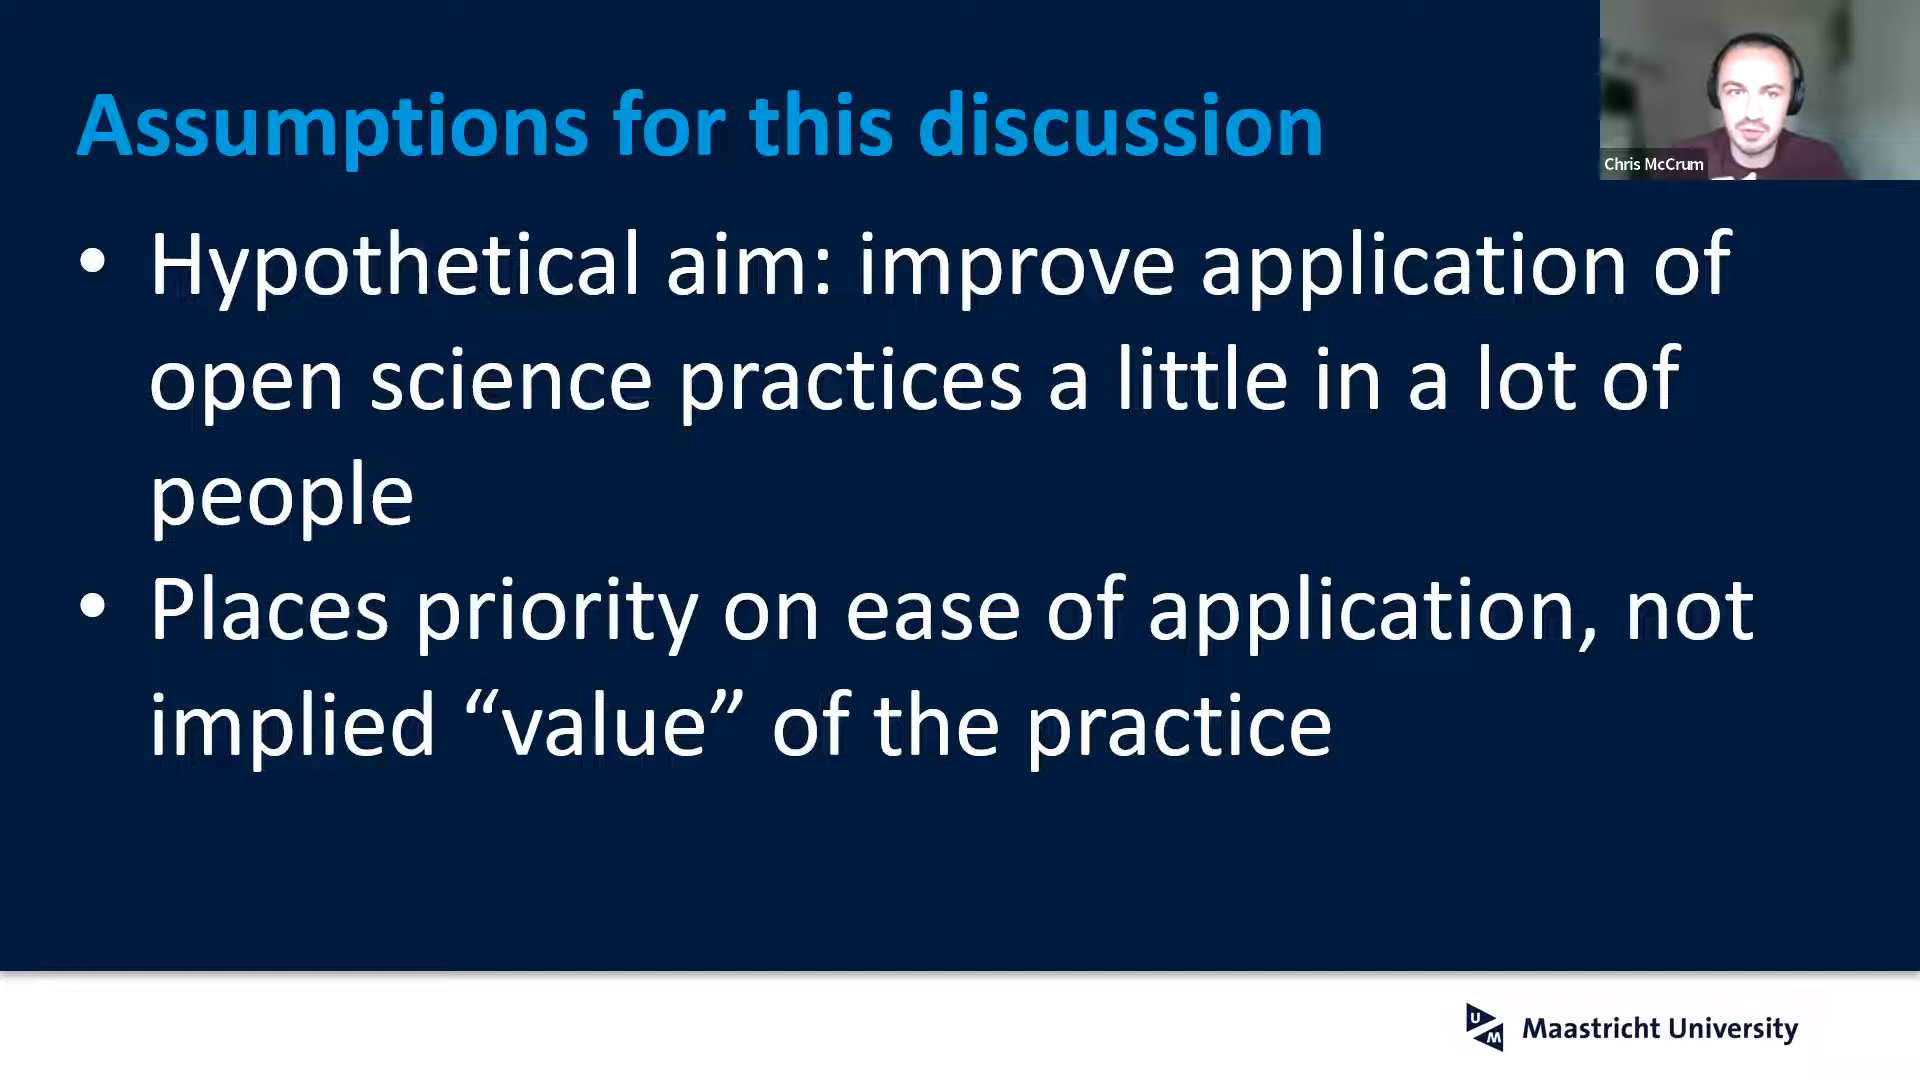 Assumptions for this discussion
Chris McCrum
• Hypothetical aim: improve application of
open science practices a little in a lot of
people
• Places priority on ease of application, not
implied “value” of the practice
UM Maastricht University